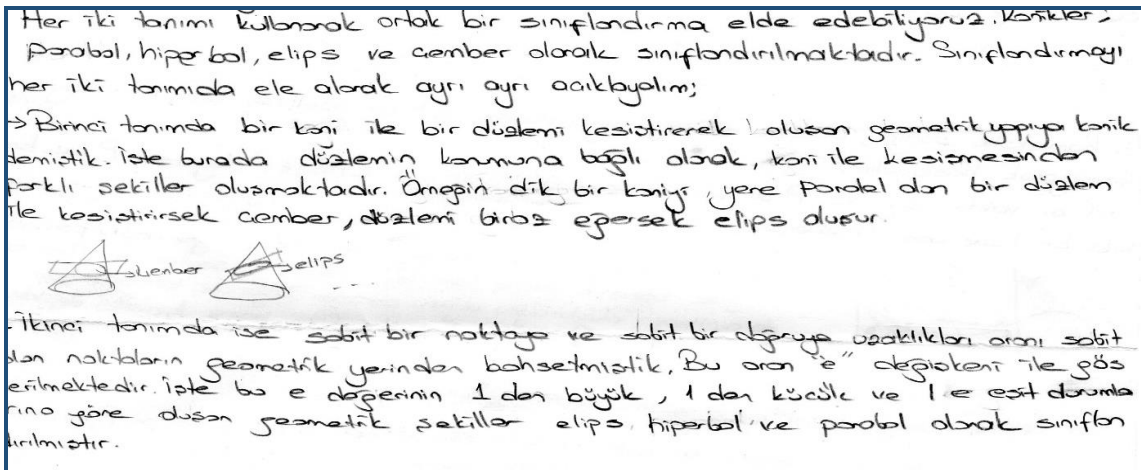 Her iki tanımı kullanarak ortak bir sınıflandırma elde edebiliyoruz. Konikler;
parabol, hiperbol, elips ve çember olarak sınıflandırılmaktadır. Sınıflandırmayı
her iki tanımıda ele alarak ayrı ayrı açıklayalım;
→ Birinci tanımda bir koni ile bir düzlemi kesiştirerek oluşan geometrik yapıya konik
demiştik. İşte burada düzlemin konumuna bağlı olarak, koni ile kesişmesinden
farklı şekiller oluşmaktadır. Örneğin dik bir koniyi, yere paralel olan bir düzlem
ile kesiştirirsek çember, düzlemi biraz eğersek elips oluşur.
→çember →elips ....
- İkinci tanımda ise sabit bir noktaya ve sabit bir doğruya uzaklıkları oranı sabit
olan noktaların geometrik yerinden bahsetmiştik. Bu oran "e" değişkeni ile gös
erilmektedir. İşte bu e değerinin 1 den büyük, 1 den küçük ve 1 e eşit durumla
rına göre oluşan geometrik şekiller elips, hiperbol ve parabol olarak sınıflan
dırılmıştır.